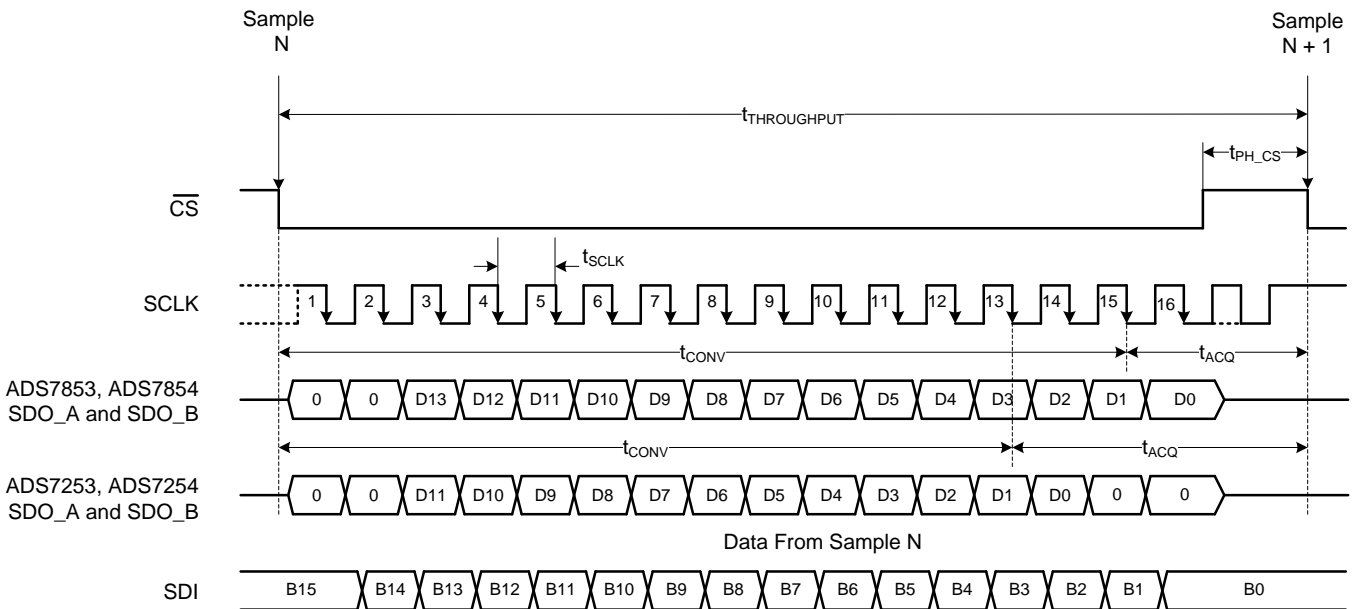 Sample
N
Sample
N + 1
tTHROUGHPUT
tPH_CS
CS
tSCLK
SCLK
1 2 3 4 5 6 7 8 9 10 11 12 13 14 15 16
tCONV tACQ
ADS7853, ADS7854
SDO_A and SDO_B
0 0 D13 D12 D11 D10 D9 D8 D7 D6 D5 D4 D3 D2 D1 D0
tCONV tACQ
ADS7253, ADS7254
SDO_A and SDO_B
0 0 D11 D10 D9 D8 D7 D6 D5 D4 D3 D2 D1 D0 0 0
Data From Sample N
SDI
B15 B14 B13 B12 B11 B10 B9 B8 B7 B6 B5 B4 B3 B2 B1 B0